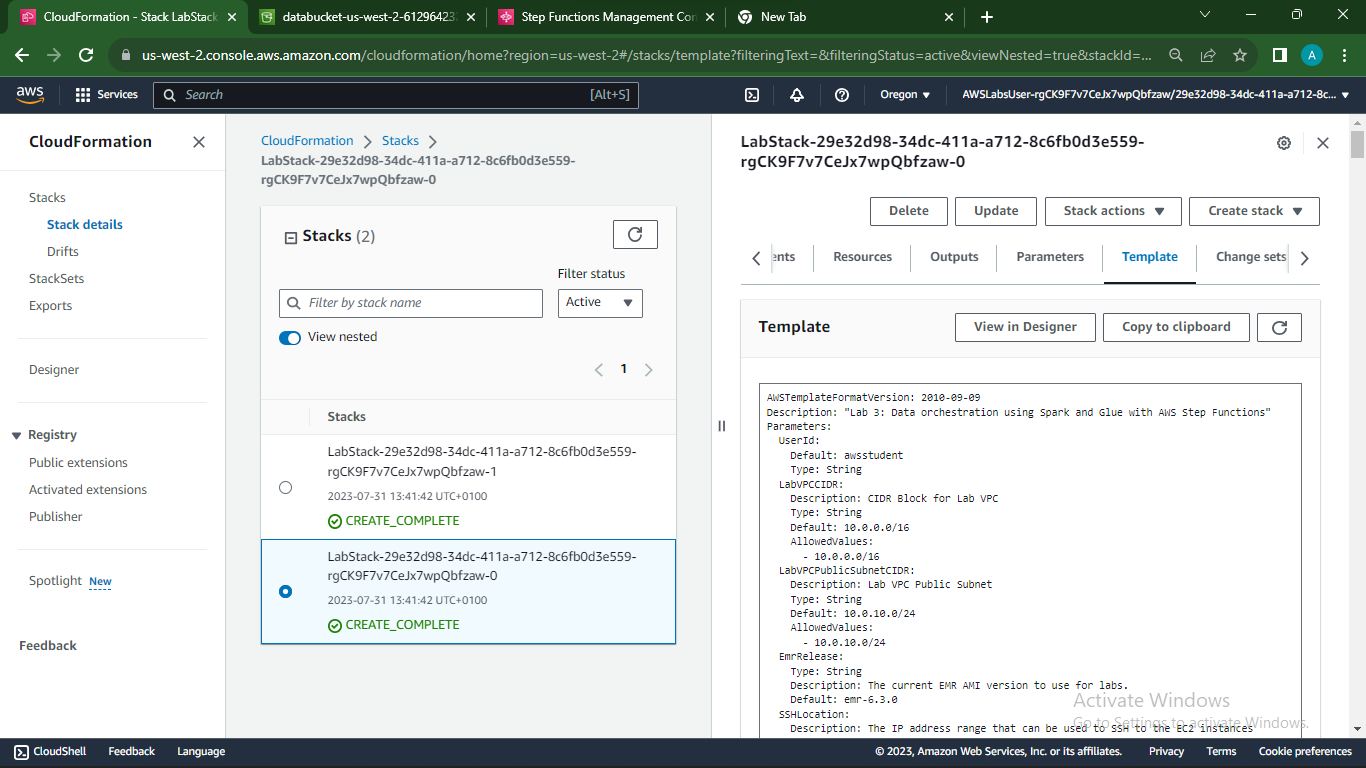 CloudFormation - Stack LabStack
databucket-us-west-2-61296423
Step Functions Management Con
New Tab
us-west-2.console.aws.amazon.com/cloudformation/home?region=us-west-2#/stacks/template?filteringText=&filteringStatus=active&viewNested=true&stackId=...
A
aws
Services
Search
[Alt+S]
Oregon
AWSLabsUser-rgCK9F7v7CeJx7wpQbfzaw/29e32d98-34dc-411a-a712-8c...
CloudFormation
Stacks
Stack details
Drifts
StackSets
Exports
Designer
Registry
Public extensions
Activated extensions
Publisher
Spotlight New
Feedback
CloudFormation > Stacks >
LabStack-29e32d98-34dc-411a-a712-8c6fb0d3e559-
rgCK9F7v7CeJx7wpQbfzaw-0
Stacks (2)
Filter status
Filter by stack name
Active
View nested
1
Stacks
LabStack-29e32d98-34dc-411a-a712-8c6fb0d3e559-
rgCK9F7v7CeJx7wpQbfzaw-1
2023-07-31 13:41:42 UTC+0100
CREATE_COMPLETE
LabStack-29e32d98-34dc-411a-a712-8c6fb0d3e559-
rgCK9F7v7CeJx7wpQbfzaw-0
2023-07-31 13:41:42 UTC+0100
CREATE_COMPLETE
LabStack-29e32d98-34dc-411a-a712-8c6fb0d3e559-
rgCK9F7v7CeJx7wpQbfzaw-0
Delete
Update
Stack actions
Create stack
ents
Resources
Outputs
Parameters
Template
Change sets
Template
View in Designer
Copy to clipboard
AWSTemplateFormatVersion: 2010-09-09
Description: "Lab 3: Data orchestration using Spark and Glue with AWS Step Functions"
Parameters:
UserId:
Default: awsstudent
Type: String
LabVPCCIDR:
Description: CIDR Block for Lab VPC
Type: String
Default: 10.0.0.0/16
AllowedValues:
- 10.0.0.0/16
LabVPCPublicSubnetCIDR:
Description: Lab VPC Public Subnet
Type: String
Default: 10.0.10.0/24
AllowedValues:
- 10.0.10.0/24
EmrRelease:
Type: String
Description: The current EMR AMI version to use for labs.
Default: emr-6.3.0
SSHLocation:
Description: The IP address range that can be used to SSH to the EC2 instances
Activate Windows
Go to Settings to activate Windows.
CloudShell
Feedback
Language
© 2023, Amazon Web Services, Inc. or its affiliates.
Privacy
Terms
Cookie preferences